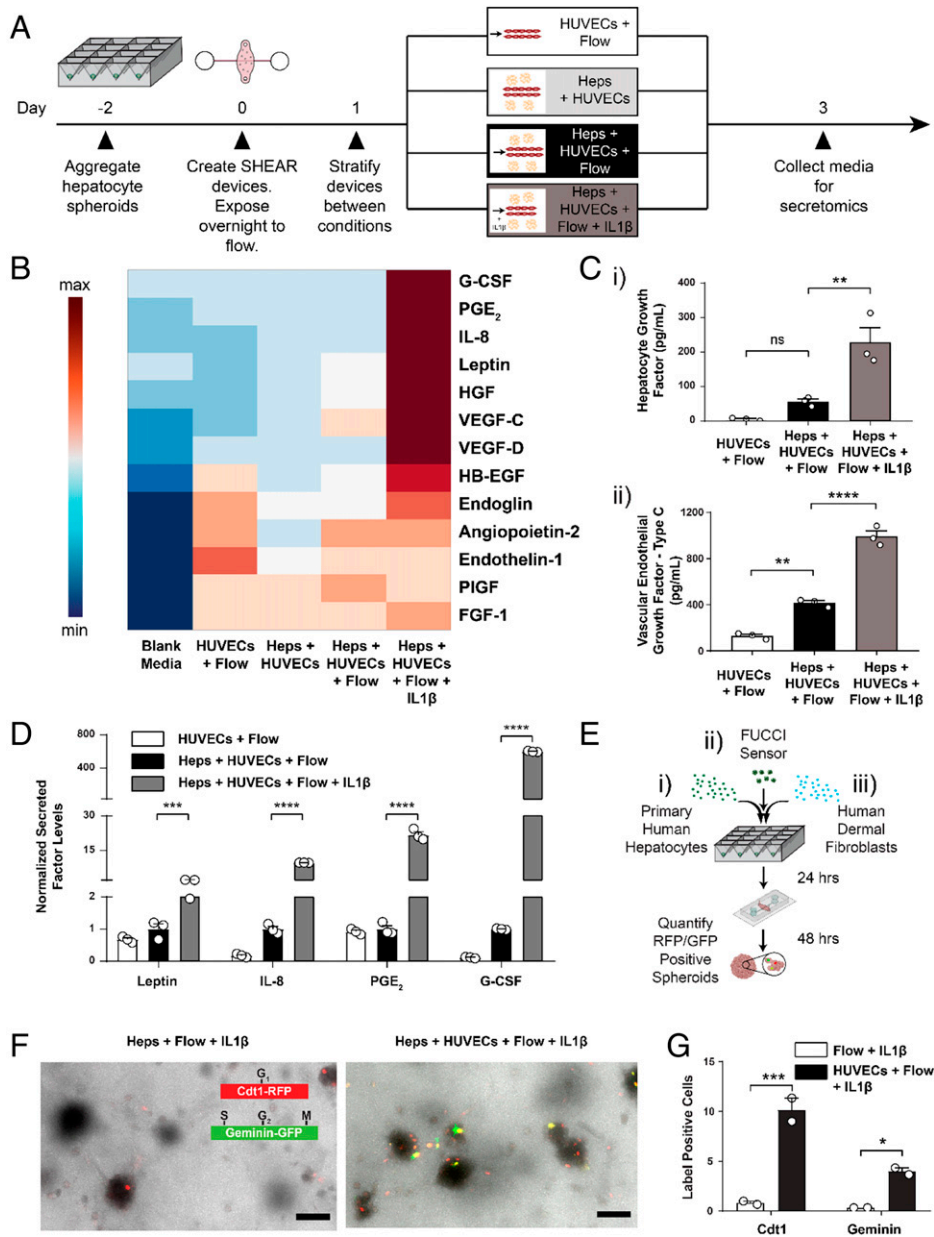 A
HUVECs +
Flow
Heps
+ HUVECs
Heps +
HUVECs +
Flow
Heps +
HUVECs +
Flow + IL1β
+
IL1β
Day
-2
0
1
3
Aggregate
hepatocyte
spheroids
Create SHEAR
devices.
Expose
overnight to
flow.
Stratify
devices
between
conditions
Collect media
for
secretomics
B
max
min
G-CSF
PGE2
IL-8
Leptin
HGF
VEGF-C
VEGF-D
HB-EGF
Endoglin
Angiopoietin-2
Endothelin-1
PlGF
FGF-1
Blank
Media
HUVECs
+ Flow
Heps +
HUVECs
Heps +
HUVECs
+ Flow
Heps +
HUVECs
+ Flow +
IL1β
C
i)
Hepatocyte Growth
Factor (pg/mL)
400
300
200
100
0
ns
**
HUVECs
+ Flow
Heps +
HUVECs
+ Flow
Heps +
HUVECs +
Flow + IL1β
ii)
Vascular Endothelial
Growth Factor - Type C
(pg/mL)
1200
800
400
0
**
****
HUVECs
+ Flow
Heps +
HUVECs
+ Flow
Heps +
HUVECs +
Flow + IL1β
D
Normalized Secreted
Factor Levels
800
600
30
15
2
1
0
HUVECs + Flow
Heps + HUVECs + Flow
Heps + HUVECs + Flow + IL1β
***
****
****
****
Leptin
IL-8
PGE2
G-CSF
E
ii)
FUCCI
Sensor
i)
iii)
Primary
Human
Hepatocytes
Human
Dermal
Fibroblasts
24 hrs
Quantify
RFP/GFP
Positive
Spheroids
48 hrs
F
Heps + Flow + IL1β
G1
Cdt1-RFP
S G2 M
Geminin-GFP
Heps + HUVECs + Flow + IL1β
G
Flow + IL1β
HUVECs + Flow
+ IL1β
Label Positive Cells
15
10
5
0
***
*
Cdt1
Geminin